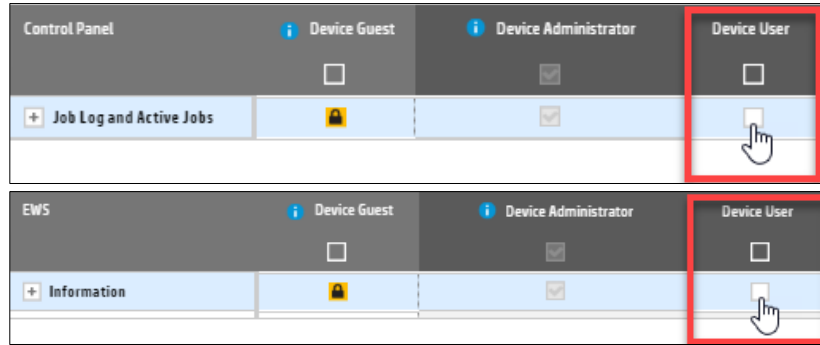 Control Panel
Device Guest
Device Administrator
Device User
Job Log and Active Jobs
EWS
Device Guest
Device Administrator
Device User
Information